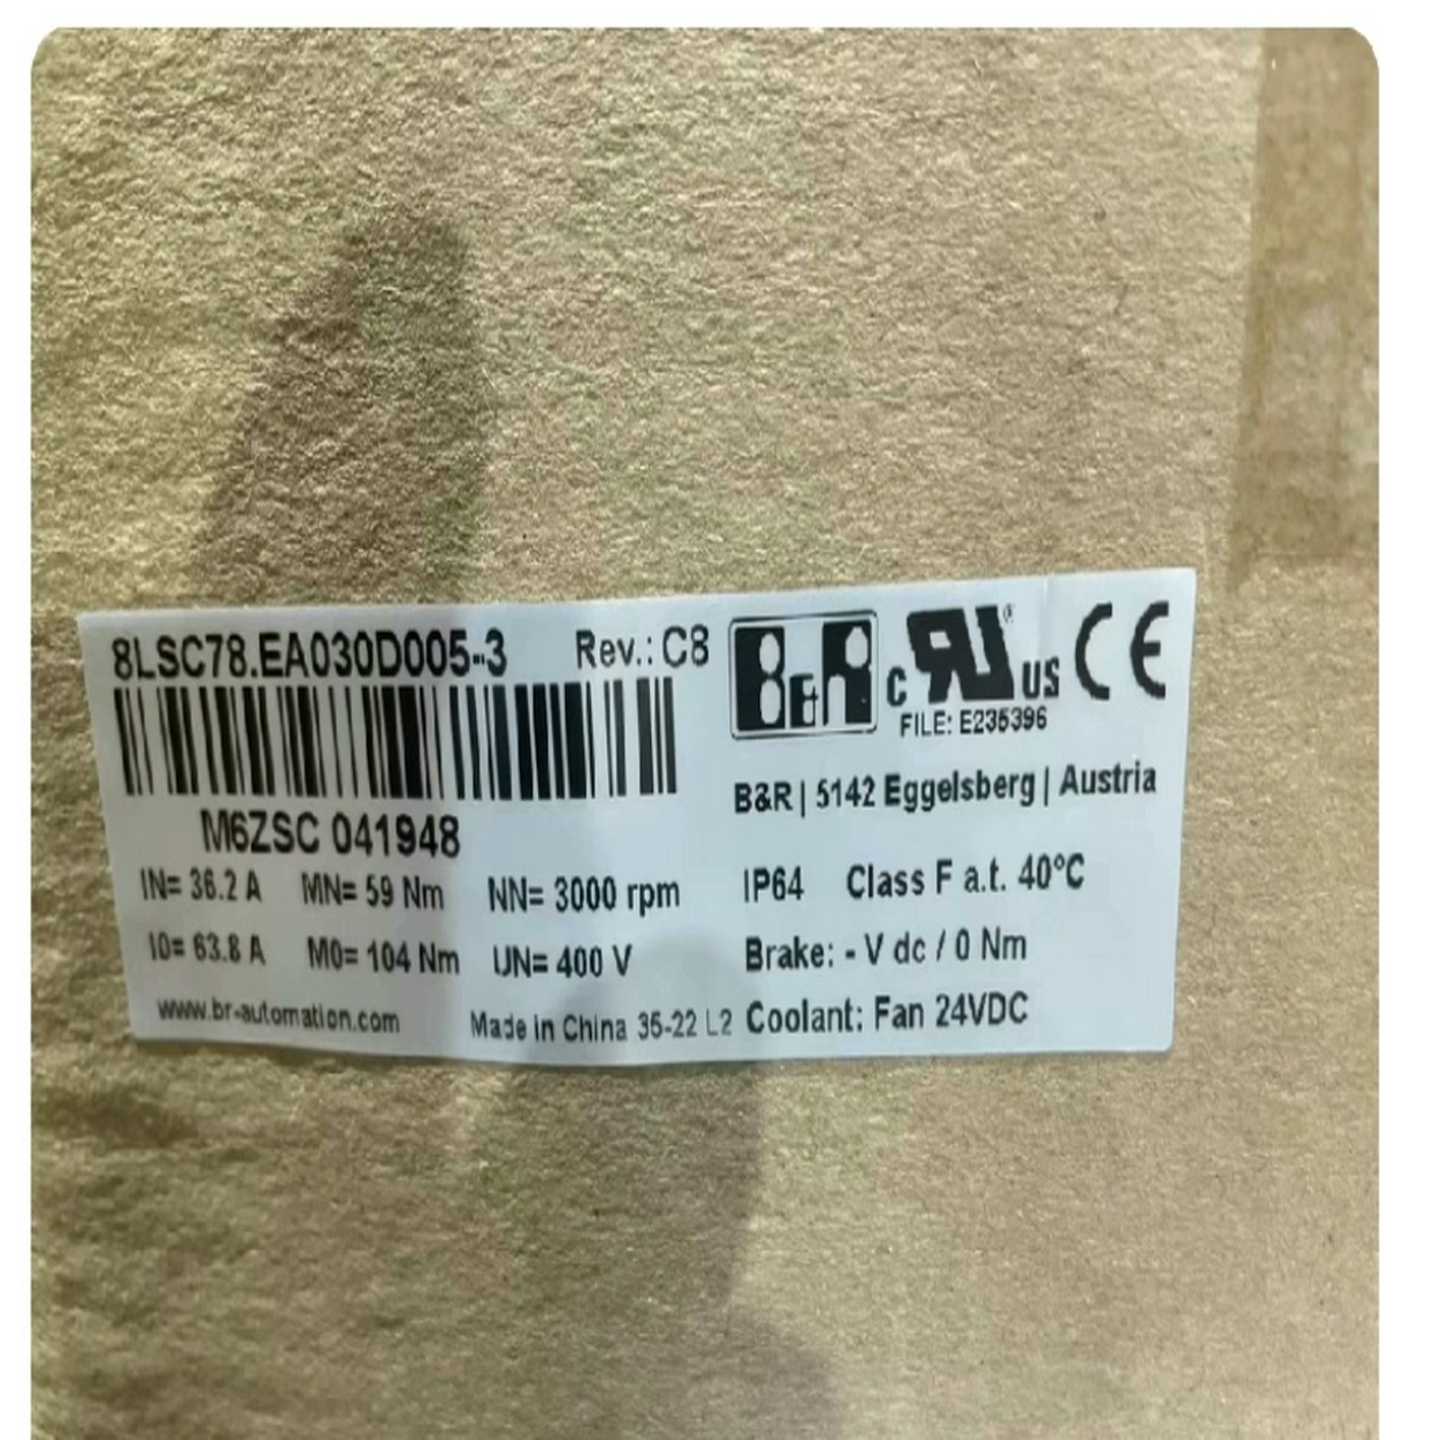 8LSC78.EA030D005-3 Rev.: C8
B&R c RU ® US CE
FILE: E235396
M6ZSC 041948
B&R | 5142 Eggelsberg | Austria
IN= 36.2 A MN= 59 Nm NN= 3000 rpm IP64 Class F a.t. 40°C
I0= 63.8 A M0= 104 Nm UN= 400 V Brake: - V dc / 0 Nm
www.br-automation.com Made in China 35-22 L2 Coolant: Fan 24VDC